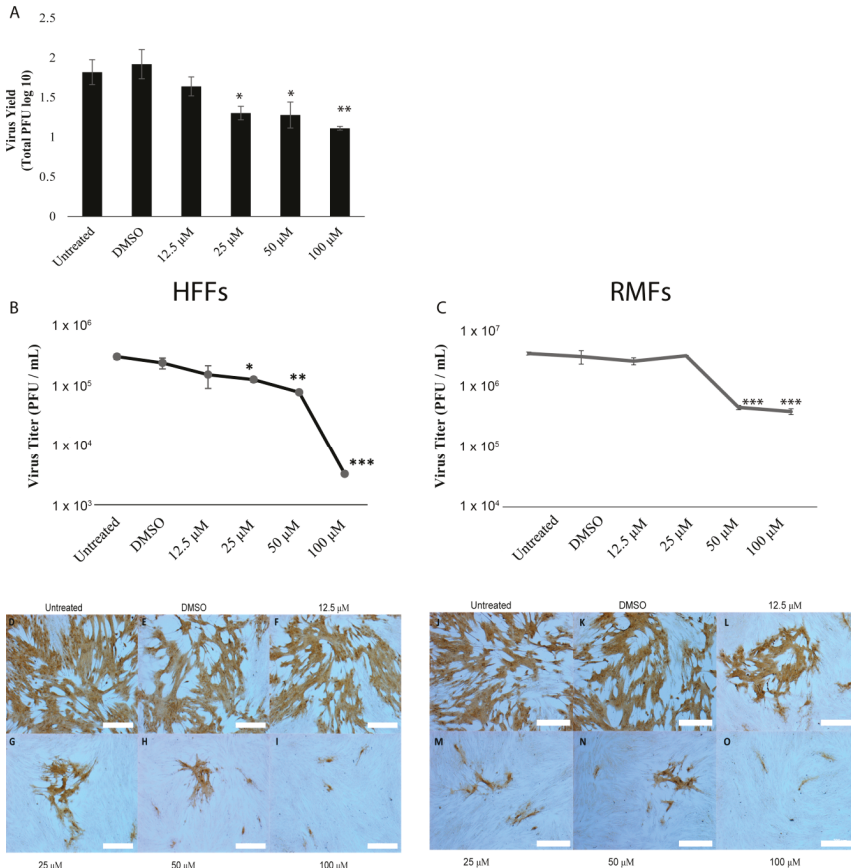 A
2.5
2
1.5
1
0.5
0
Virus Yield
(Total PFU log 10)
*
*
**
Untreated
DMSO
12.5 µM
25 µM
50 µM
100 µM
HFFs
B
1 x 10⁶
1 x 10⁵
1 x 10⁴
1 x 10³
Virus Titer (PFU / mL)
*
**
***
Untreated
DMSO
12.5 µM
25 µM
50 µM
100 µM
RMFs
C
1 x 10⁷
1 x 10⁶
1 x 10⁵
1 x 10⁴
Virus Titer (PFU / mL)
***
***
Untreated
DMSO
12.5 µM
25 µM
50 µM
100 µM
Untreated DMSO 12.5 µM
D E F
G H I
25 µM 50 µM 100 µM
Untreated DMSO 12.5 µM
J K L
M N O
25 µM 50 µM 100 µM